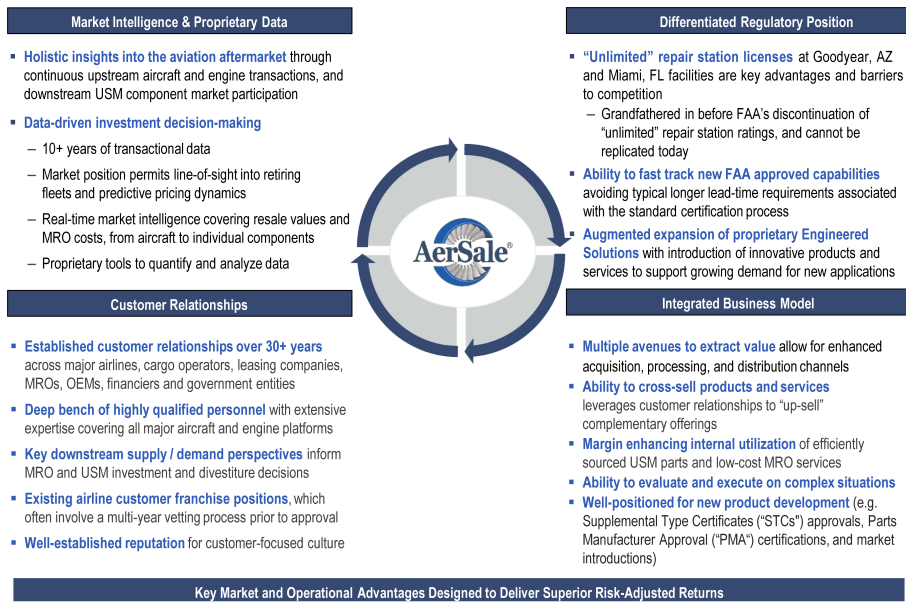 Market Intelligence & Proprietary Data
▪ Holistic insights into the aviation aftermarket through
continuous upstream aircraft and engine transactions, and
downstream USM component market participation
▪ Data-driven investment decision-making
– 10+ years of transactional data
– Market position permits line-of-sight into retiring
fleets and predictive pricing dynamics
– Real-time market intelligence covering resale values and
MRO costs, from aircraft to individual components
– Proprietary tools to quantify and analyze data
Differentiated Regulatory Position
▪ “Unlimited” repair station licenses at Goodyear, AZ
and Miami, FL facilities are key advantages and barriers
to competition
– Grandfathered in before FAA’s discontinuation of
“unlimited” repair station ratings, and cannot be
replicated today
▪ Ability to fast track new FAA approved capabilities
avoiding typical longer lead-time requirements associated
with the standard certification process
▪ Augmented expansion of proprietary Engineered
Solutions with introduction of innovative products and
services to support growing demand for new applications
AerSale®
Customer Relationships
▪ Established customer relationships over 30+ years
across major airlines, cargo operators, leasing companies,
MROs, OEMs, financiers and government entities
▪ Deep bench of highly qualified personnel with extensive
expertise covering all major aircraft and engine platforms
▪ Key downstream supply / demand perspectives inform
MRO and USM investment and divestiture decisions
▪ Existing airline customer franchise positions, which
often involve a multi-year vetting process prior to approval
▪ Well-established reputation for customer-focused culture
Integrated Business Model
▪ Multiple avenues to extract value allow for enhanced
acquisition, processing, and distribution channels
▪ Ability to cross-sell products and services
leverages customer relationships to “up-sell”
complementary offerings
▪ Margin enhancing internal utilization of efficiently
sourced USM parts and low-cost MRO services
▪ Ability to evaluate and execute on complex situations
▪ Well-positioned for new product development (e.g.
Supplemental Type Certificates (“STCs") approvals, Parts
Manufacturer Approval (“PMA“) certifications, and market
introductions)
Key Market and Operational Advantages Designed to Deliver Superior Risk-Adjusted Returns